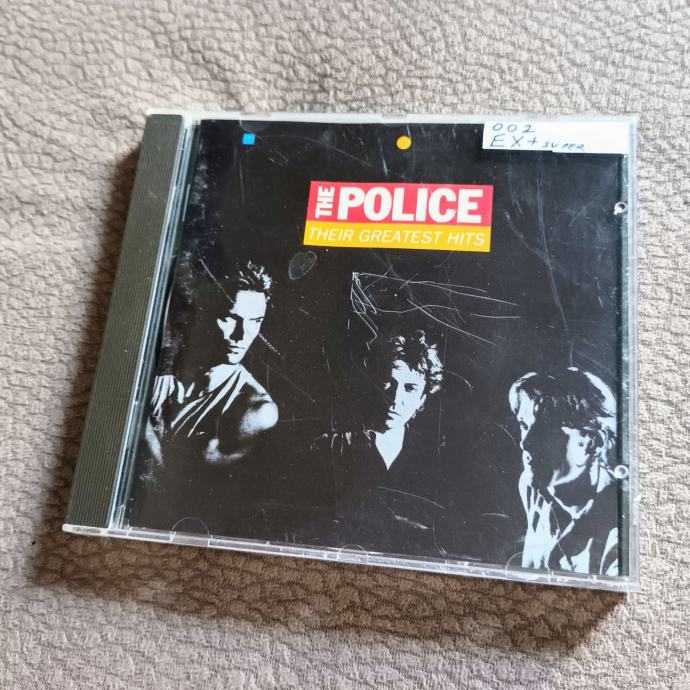 002
EX+ SUPER
THE POLICE
THEIR GREATEST HITS